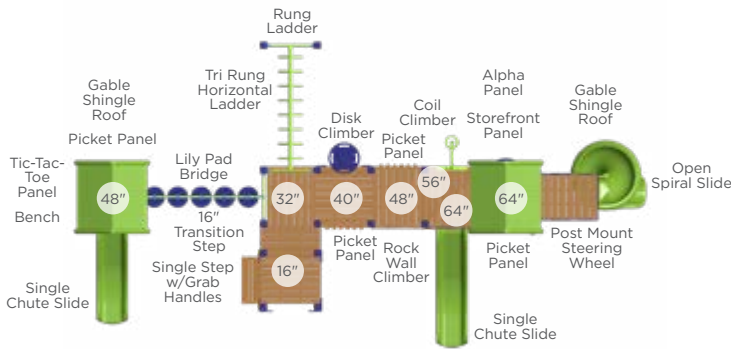 Rung
Ladder
Gable
Shingle
Roof
Tri Rung
Horizontal
Ladder
Alpha
Panel
Gable
Shingle
Roof
Disk
Climber
Coil
Climber
Storefront
Panel
Picket Panel
Picket
Panel
Tic-Tac-
Toe
Panel
Lily Pad
Bridge
Open
Spiral Slide
Bench
48"
32"
40"
48"
56"
64"
64"
16"
Transition
Step
Picket
Panel
Rock
Wall
Climber
Picket
Panel
Post Mount
Steering
Wheel
Single Step
w/Grab
Handles
16"
Single
Chute Slide
Single
Chute Slide